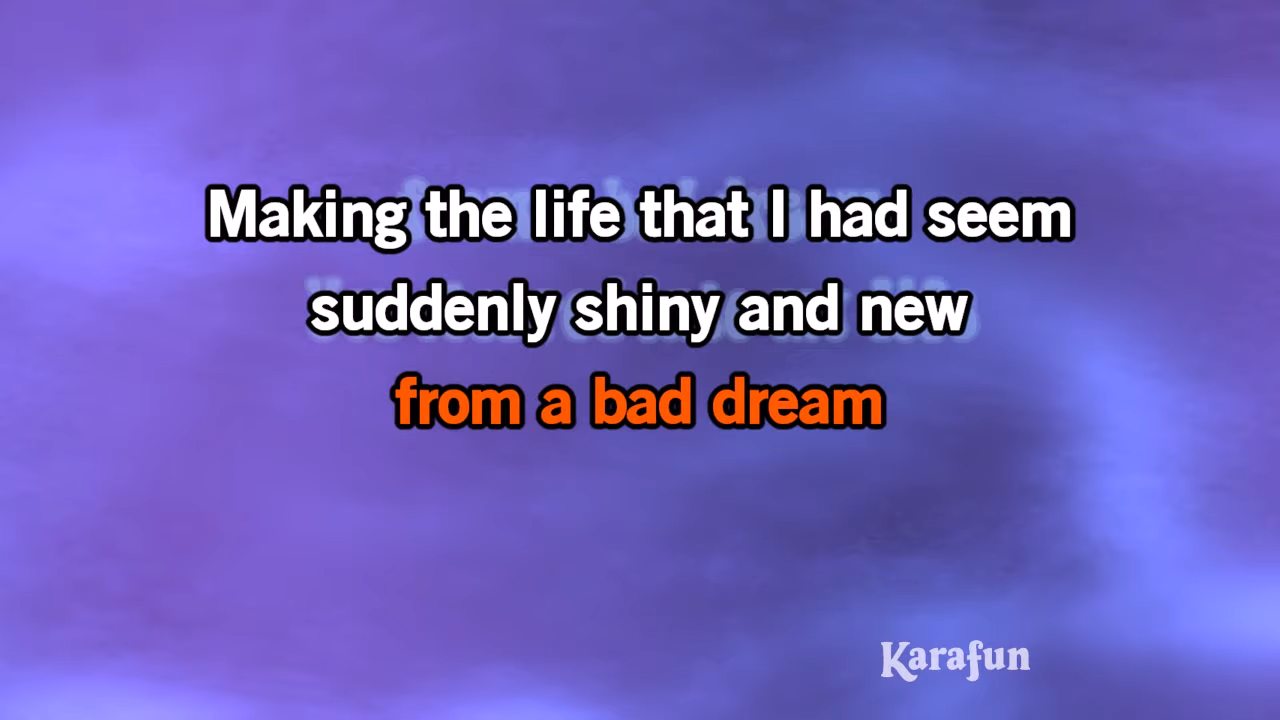 Making the life that I had seem
suddenly shiny and new
from a bad dream
Karafun